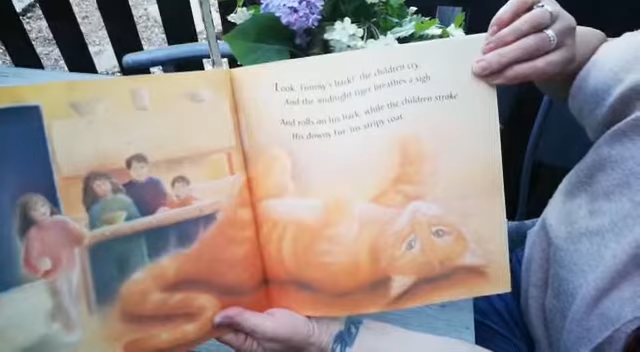 Look, Timmy's back! the children cry.
And the midnight tiger breathes a sigh
And rolls on his back, while the children stroke
His downy fur, his stripy coat.